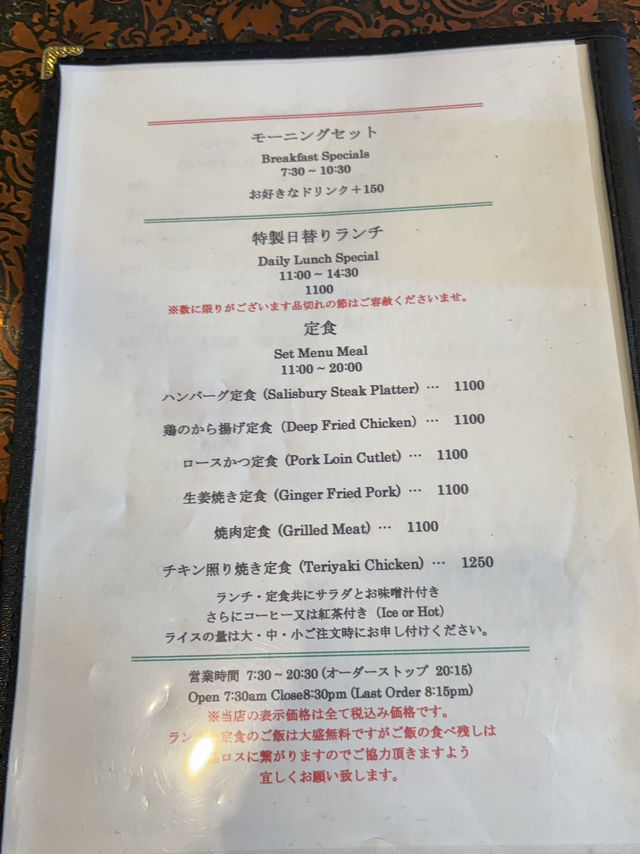 モーニングセット
Breakfast Specials
7:30 ~ 10:30
お好きなドリンク＋150
特製日替りランチ
Daily Lunch Special
11:00 ~ 14:30
1100
※数に限りがございます品切れの節はご容赦くださいませ。
定食
Set Menu Meal
11:00 ~ 20:00
ハンバーグ定食 (Salisbury Steak Platter) … 1100
鶏のから揚げ定食 (Deep Fried Chicken) … 1100
ロースかつ定食 (Pork Loin Cutlet) … 1100
生姜焼き定食 (Ginger Fried Pork) … 1100
焼肉定食 (Grilled Meat) … 1100
チキン照り焼き定食 (Teriyaki Chicken) … 1250
ランチ・定食共にサラダとお味噌汁付き
さらにコーヒー又は紅茶付き (Ice or Hot)
ライスの量は大・中・小ご注文時にお申し付けください。
営業時間 7:30 ~ 20:30 (オーダーストップ 20:15)
Open 7:30am Close8:30pm (Last Order 8:15pm)
※当店の表示価格は全て税込み価格です。
ラン 定食のご飯は大盛無料ですがご飯の食べ残しは
ロスに繋がりますのでご協力頂きますよう
宜しくお願い致します。